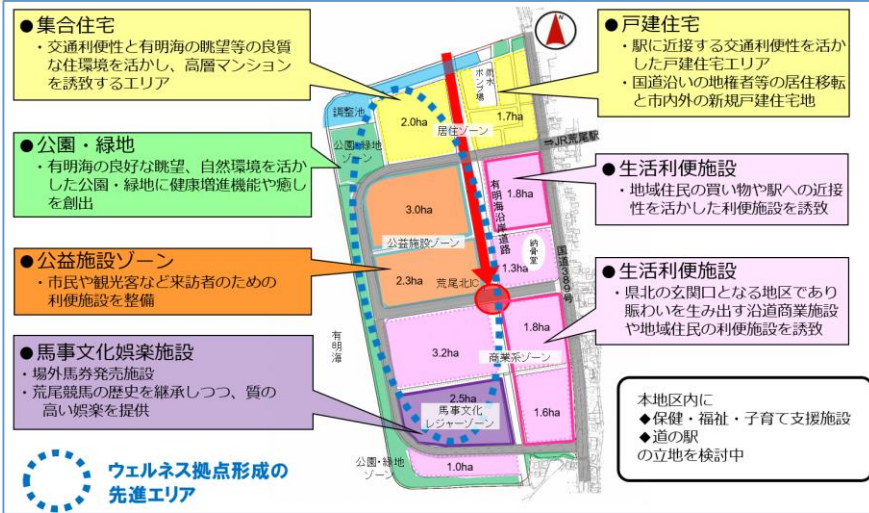 ●集合住宅
・交通利便性と有明海の眺望等の良質
な住環境を活かし、高層マンション
を誘致するエリア
●公園・緑地
・有明海の良好な眺望、自然環境を活か
した公園・緑地に健康増進機能や癒し
を創出
●公益施設ゾーン
・市民や観光客など来訪者のための
利便施設を整備
●馬事文化娯楽施設
・場外馬券発売施設
・荒尾競馬の歴史を継承しつつ、質の
高い娯楽を提供
ウェルネス拠点形成の
先進エリア
調整池
雨水
ポンプ場
2.0ha
1.7ha
居住ゾーン
公園・緑地
ゾーン
⇒JR荒尾駅
3.0ha
有明海沿岸道路
1.8ha
公益施設ゾーン
納骨堂
国道389号
2.3ha
荒尾北IC
1.3ha
有明海
3.2ha
1.8ha
商業系ゾーン
2.5ha
馬事文化
レジャーゾーン
1.6ha
公園・緑地
ゾーン
1.0ha
●戸建住宅
・駅に近接する交通利便性を活か
した戸建住宅エリア
・国道沿いの地権者等の居住移転
と市内外の新規戸建住宅地
●生活利便施設
・地域住民の買い物や駅への近接
性を活かした利便施設を誘致
●生活利便施設
・県北の玄関口となる地区であり
賑わいを生み出す沿道商業施設
や地域住民の利便施設を誘致
本地区内に
◆保健・福祉・子育て支援施設
◆道の駅
の立地を検討中